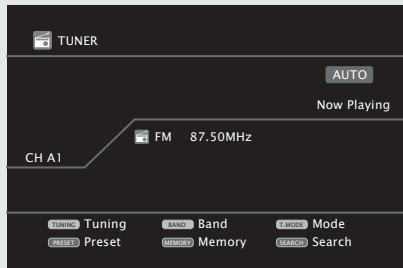 TUNER
AUTO
Now Playing
FM 87.50MHz
CH A1
TUNING Tuning BAND Band T.MODE Mode
PRESET Preset MEMORY Memory SEARCH Search